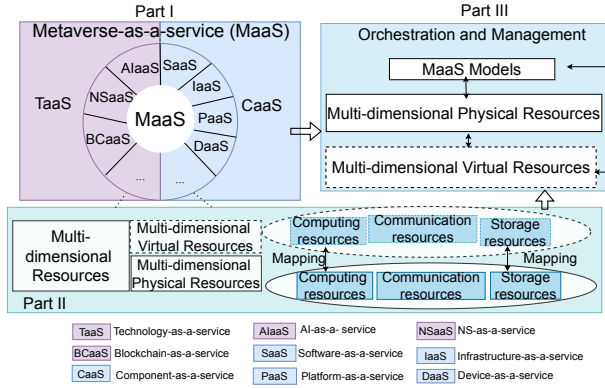 Part I
Part III
Metaverse-as-a-service (MaaS)
Orchestration and Management
AIaaS
SaaS
NSaaS
IaaS
TaaS
MaaS
CaaS
BCaaS
PaaS
DaaS
...
...
MaaS Models
Multi-dimensional Physical Resources
Multi-dimensional Virtual Resources
Multi-
dimensional
Resources
Multi-dimensional
Virtual Resources
Multi-dimensional
Physical Resources
Computing
resources
Communication
resources
Storage
resources
Mapping
Mapping
Computing
resources
Communication
resources
Storage
resources
Part II
TaaS Technology-as-a-service
AIaaS AI-as-a- service
NSaaS NS-as-a-service
BCaaS Blockchain-as-a-service
SaaS Software-as-a-service
IaaS Infrastructure-as-a-service
CaaS Component-as-a-service
PaaS Platform-as-a-service
DaaS Device-as-a-service